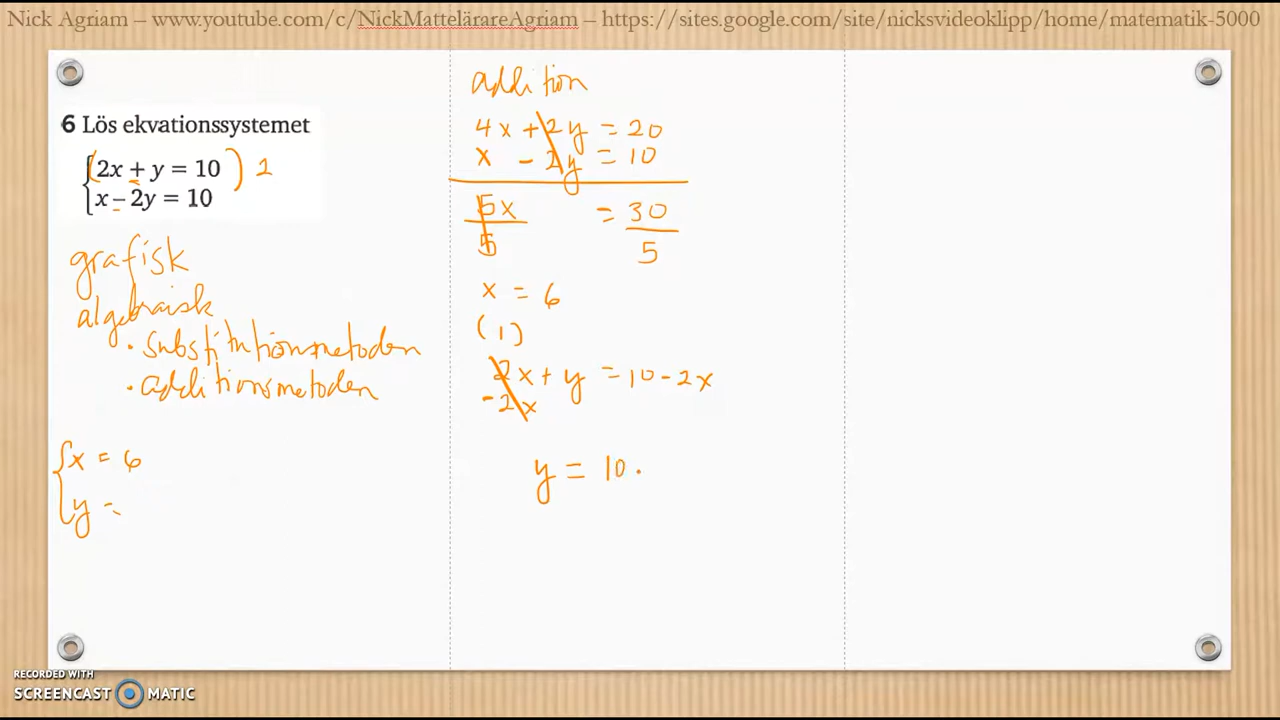 Nick Agriam – www.youtube.com/c/NickMattelärareAgriam – https://sites.google.com/site/nicksvideoklipp/home/matematik-5000
6 Lös ekvationssystemet
(2x + y = 10) 2
x – 2y = 10
grafisk
algebraisk
• substitutionsmetoden
• additionsmetoden
x = 6
y =
addition
4x + 2y = 20
x - 2y = 10
5x = 30
5 5
x = 6
(1)
2x + y = 10 - 2x
-2x
y = 10 .
RECORDED WITH
SCREENCAST MATIC